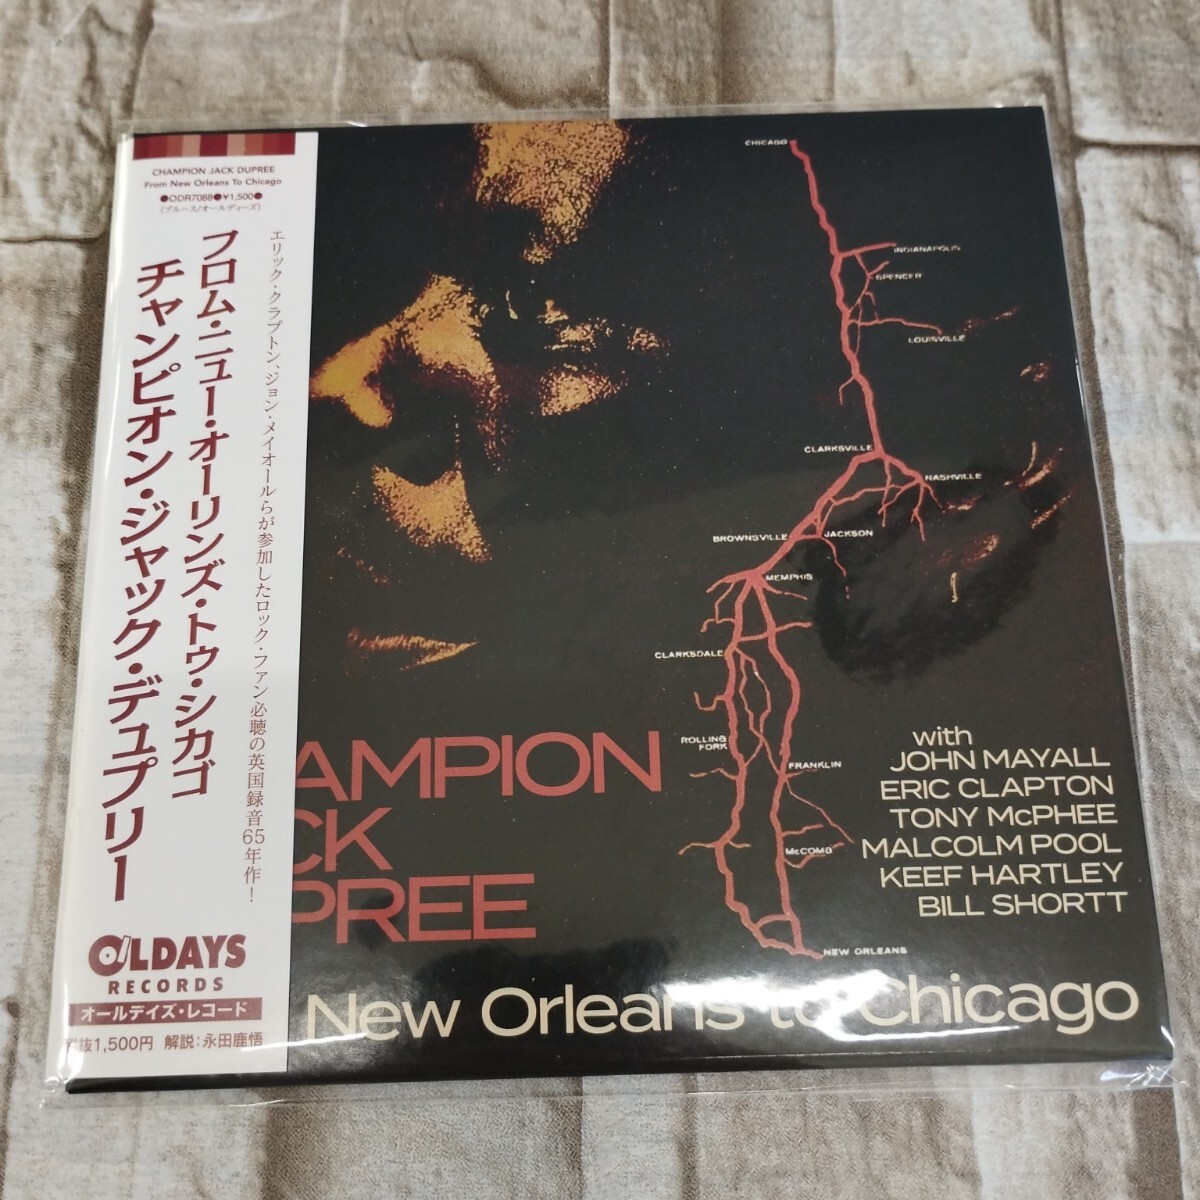 CHAMPION JACK DUPREE
From New Orleans To Chicago
●ODR7088●¥1,500●
(ブルース/オールディーズ)
エリック・クラプトン、ジョン・メイオールらが参加したロック・ファン必聴の英国録音65年作!
フロム・ニュー・オーリンズ・トゥ・シカゴ
チャンピオン・ジャック・デュプリー
OLDAYS
RECORDS
オールデイズ・レコード
税抜1,500円 解説:永田鹿悟
CHICAGO
INDIANAPOLIS
SPENCER
LOUISVILLE
CLARKSVILLE
NASHVILLE
BROWNSVILLE
JACKSON
MEMPHIS
CLARKSDALE
ROLLING
FORK
FRANKLIN
McCOMB
NEW ORLEANS
with
JOHN MAYALL
ERIC CLAPTON
TONY McPHEE
MALCOLM POOL
KEEF HARTLEY
BILL SHORTT
AMPION
CK
PREE
New Orleans to Chicago